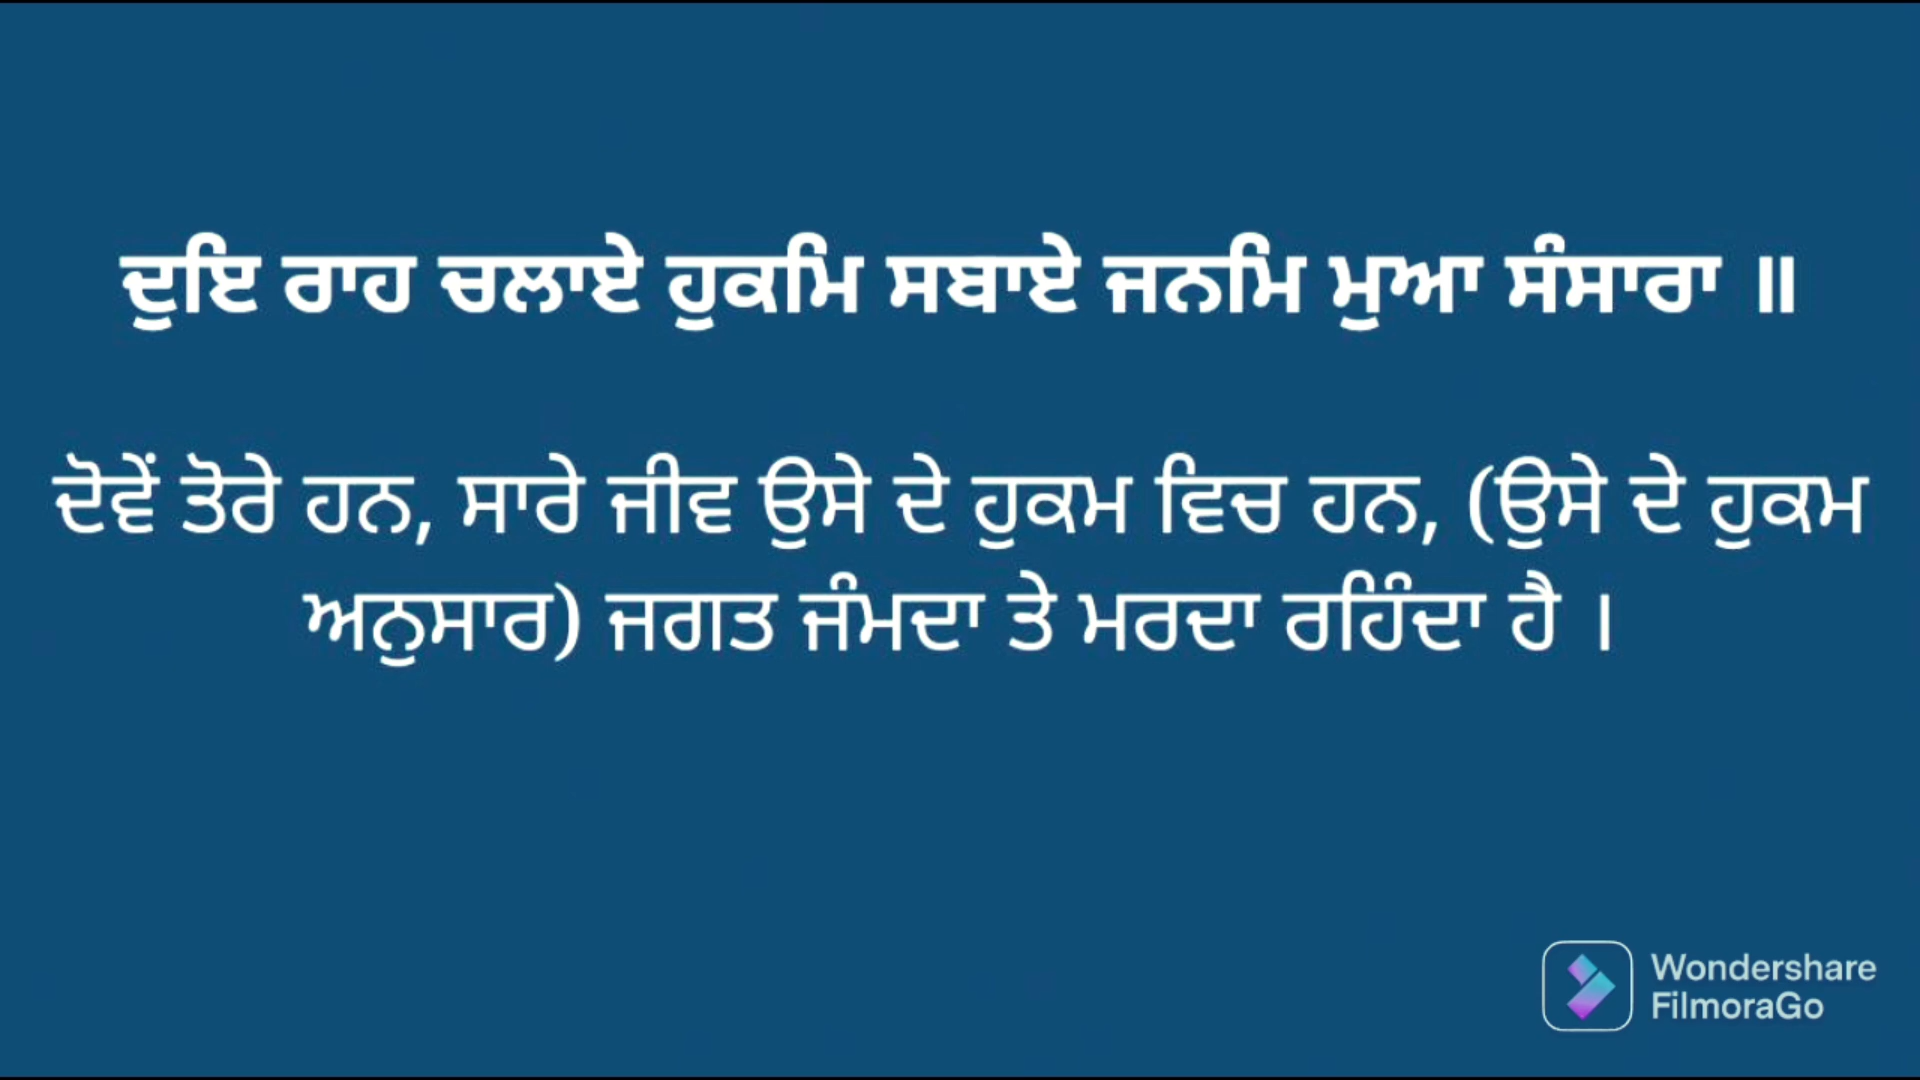 ਦੁਇ ਰਾਹ ਚਲਾਏ ਹੁਕਮਿ ਸਬਾਏ ਜਨਮਿ ਮੁਆ ਸੰਸਾਰਾ ॥
ਦੋਵੇਂ ਤੋਰੇ ਹਨ, ਸਾਰੇ ਜੀਵ ਉਸੇ ਦੇ ਹੁਕਮ ਵਿਚ ਹਨ, (ਉਸੇ ਦੇ ਹੁਕਮ
ਅਨੁਸਾਰ) ਜਗਤ ਜੰਮਦਾ ਤੇ ਮਰਦਾ ਰਹਿੰਦਾ ਹੈ ।
Wondershare
FilmoraGo